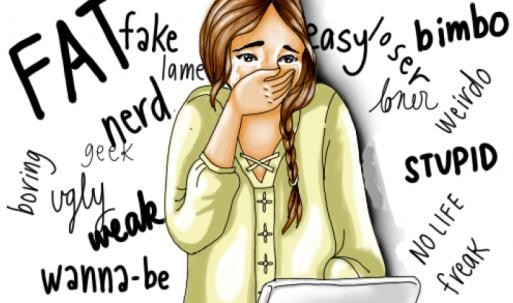 FAT
fake
lame
nerd
geek
boring
ugly
weak
wanna-be
easy
loser
bimbo
loner
weirdo
STUPID
NO LIFE
freak